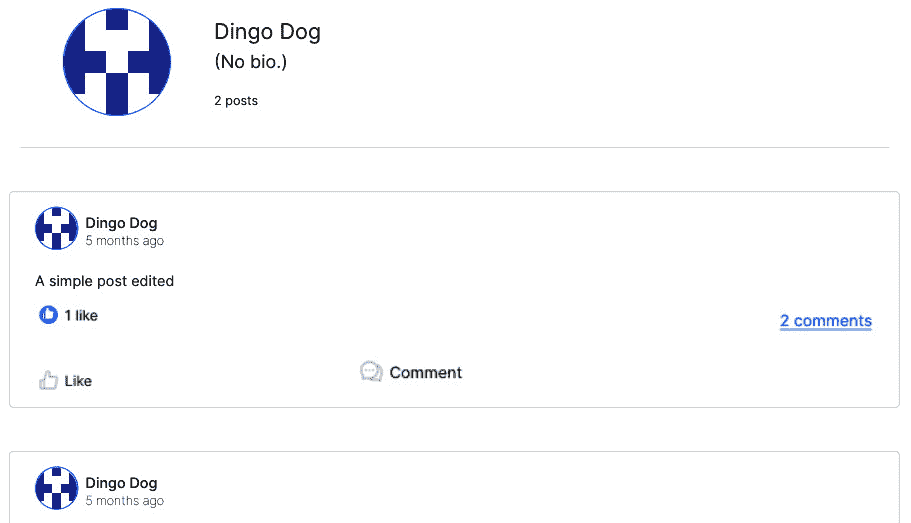 Dingo Dog
(No bio.)
2 posts
Dingo Dog
5 months ago
A simple post edited
1 like
2 comments
Like
Comment
Dingo Dog
5 months ago